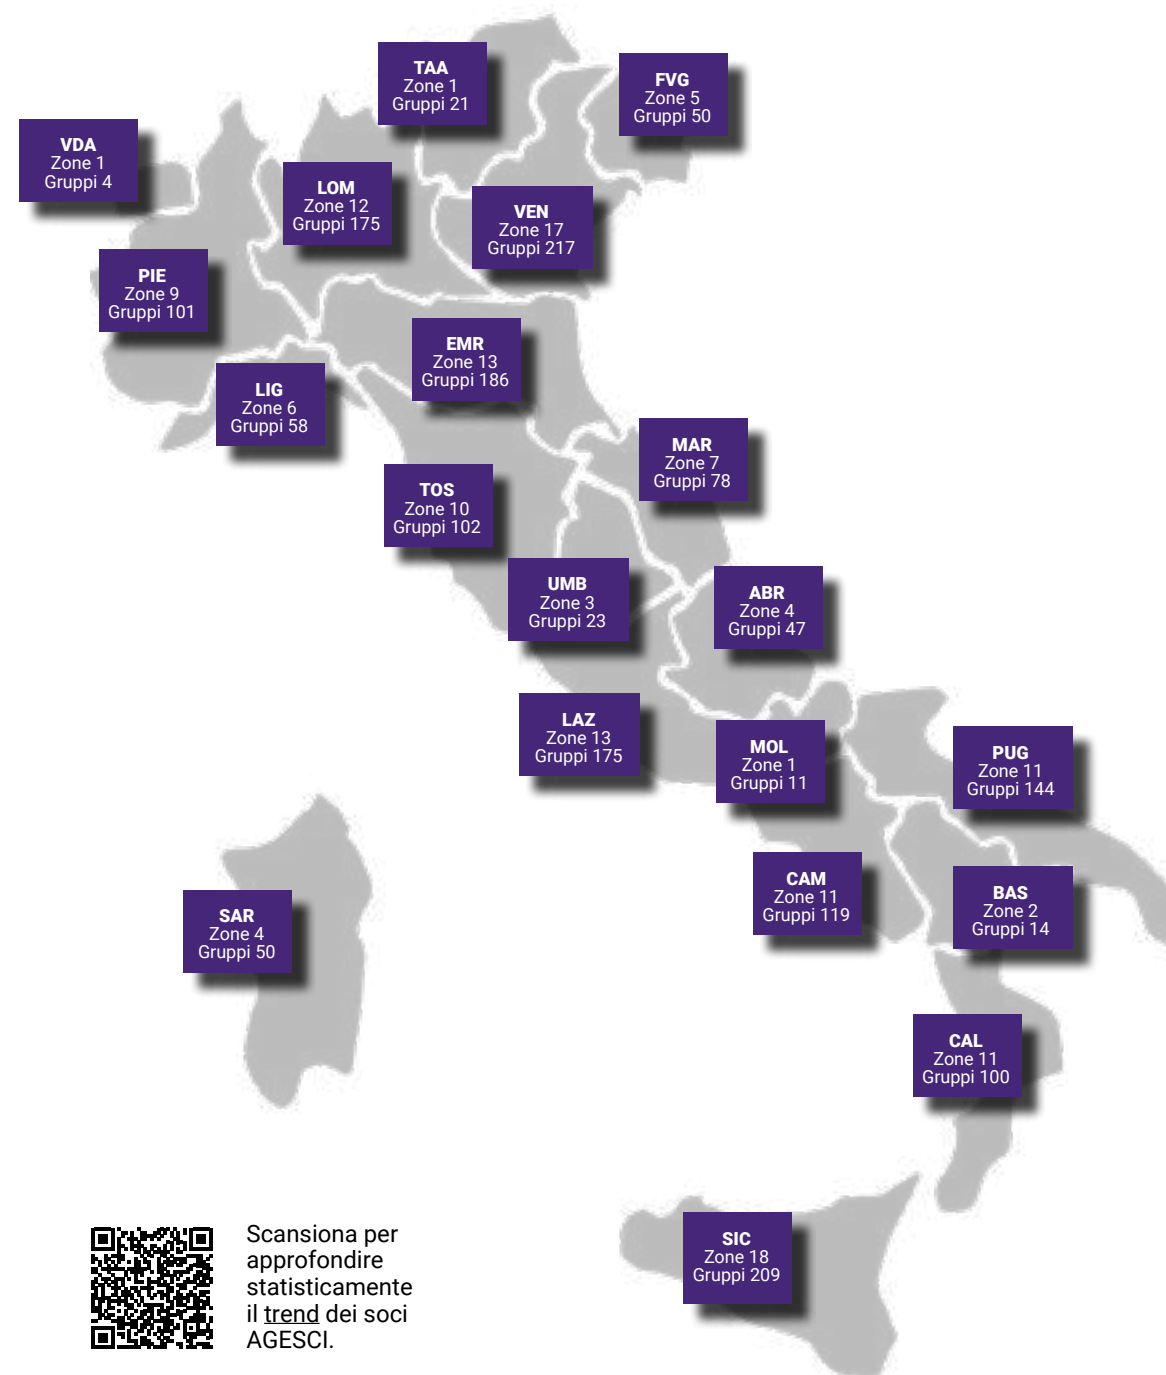 TAA
Zone 1
Gruppi 21
FVG
Zone 5
Gruppi 50
VDA
Zone 1
Gruppi 4
LOM
Zone 12
Gruppi 175
VEN
Zone 17
Gruppi 217
PIE
Zone 9
Gruppi 101
EMR
Zone 13
Gruppi 186
LIG
Zone 6
Gruppi 58
MAR
Zone 7
Gruppi 78
TOS
Zone 10
Gruppi 102
UMB
Zone 3
Gruppi 23
ABR
Zone 4
Gruppi 47
LAZ
Zone 13
Gruppi 175
MOL
Zone 1
Gruppi 11
PUG
Zone 11
Gruppi 144
CAM
Zone 11
Gruppi 119
BAS
Zone 2
Gruppi 14
SAR
Zone 4
Gruppi 50
CAL
Zone 11
Gruppi 100
SIC
Zone 18
Gruppi 209
Scansiona per
approfondire
statisticamente
il trend dei soci
AGESCI.